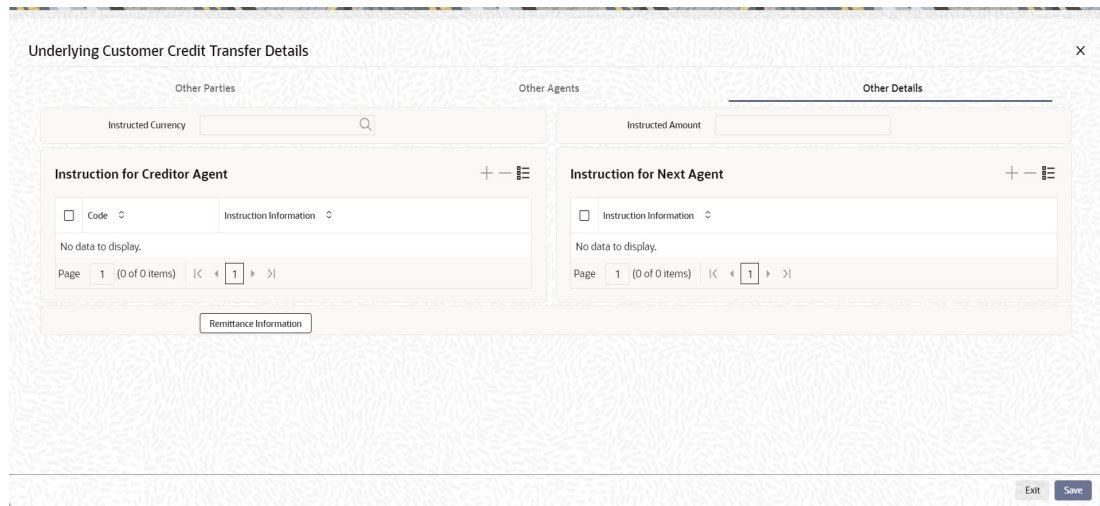 Underlying Customer Credit Transfer Details
Other Parties Other Agents Other Details
Instructed Currency Instructed Amount
Instruction for Creditor Agent
Code Instruction Information
No data to display.
Page 1 (0 of 0 items) 1
Instruction for Next Agent
Instruction Information
No data to display.
Page 1 (0 of 0 items) 1
Remittance Information
Exit Save